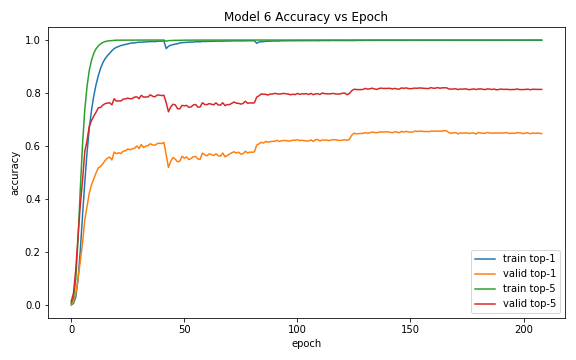 Model 6 Accuracy vs Epoch
accuracy
1.0
0.8
0.6
0.4
0.2
0.0
0
50
100
150
200
epoch
train top-1
valid top-1
train top-5
valid top-5